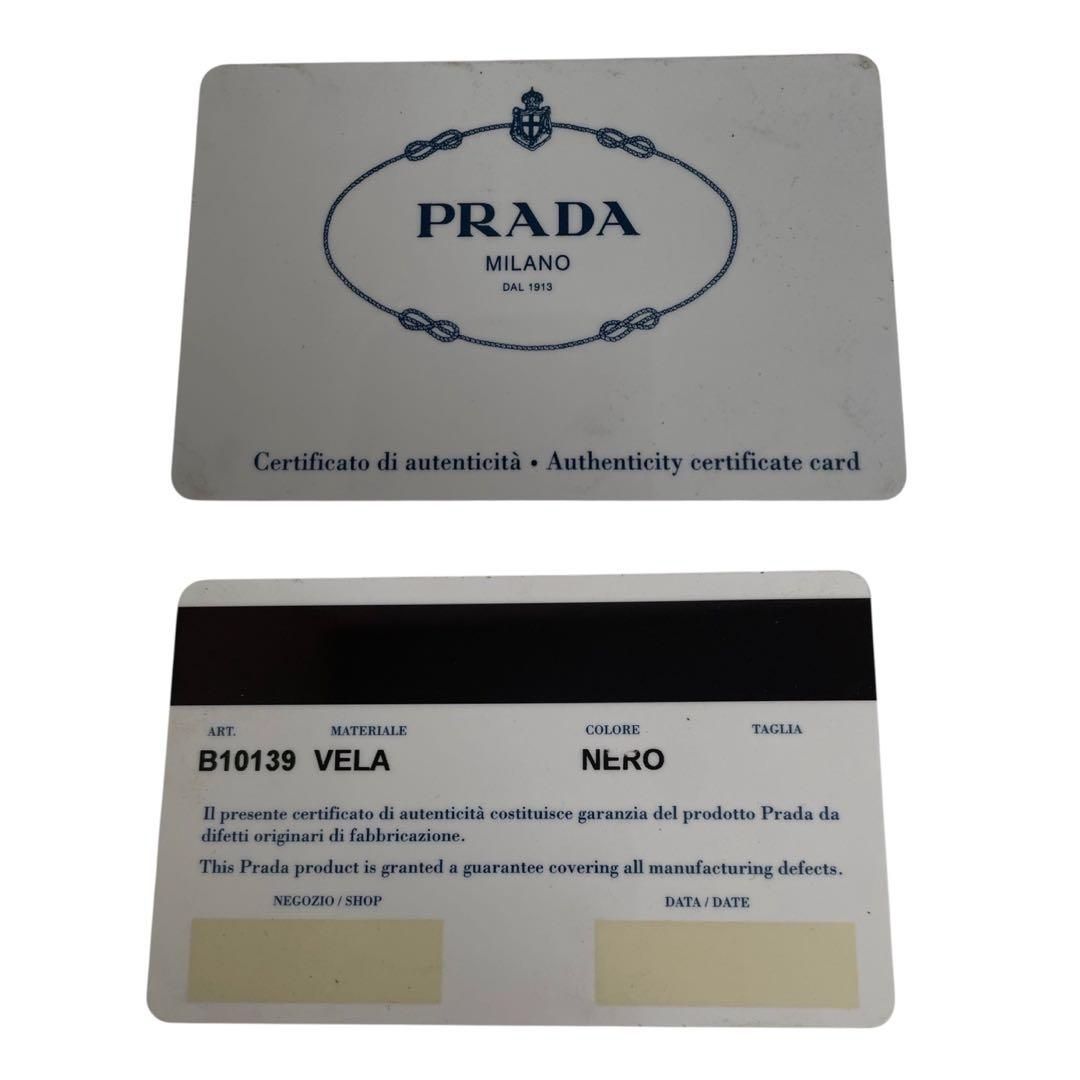 PRADA
MILANO
DAL 1913
Certificato di autenticità • Authenticity certificate card
ART. MATERIALE COLORE TAGLIA
B10139 VELA NERO
Il presente certificato di autenticità costituisce garanzia del prodotto Prada da
difetti originari di fabbricazione.
This Prada product is granted a guarantee covering all manufacturing defects.
NEGOZIO / SHOP DATA / DATE